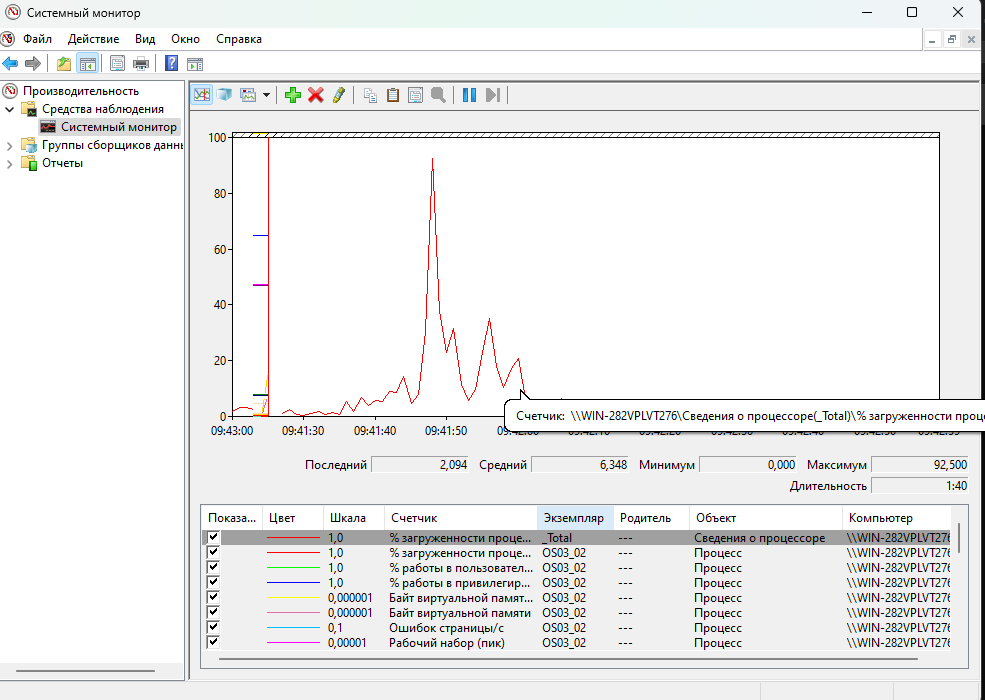 Системный монитор
Файл Действие Вид Окно Справка
Производительность
Средства наблюдения
Системный монитор
Группы сборщиков данн
Отчеты
100
80
60
40
20
0
09:43:00 09:41:30 09:41:40 09:41:50
Счетчик: \\WIN-282VPLVT276\Сведения о процессоре(_Total)\% загруженности проце
Последний 2,094 Средний 6,348 Минимум 0,000 Максимум 92,500
Длительность 1:40
Показа... Цвет Шкала Счетчик Экземпляр Родитель Объект Компьютер
1,0 % загруженности проце... _Total --- Сведения о процессоре \\WIN-282VPLVT276
1,0 % загруженности проце... OS03_02 --- Процесс \\WIN-282VPLVT276
1,0 % работы в пользовател... OS03_02 --- Процесс \\WIN-282VPLVT276
1,0 % работы в привилегир... OS03_02 --- Процесс \\WIN-282VPLVT276
0,000001 Байт виртуальной памят... OS03_02 --- Процесс \\WIN-282VPLVT276
0,000001 Байт виртуальной памяти OS03_02 --- Процесс \\WIN-282VPLVT276
0,1 Ошибок страницы/с OS03_02 --- Процесс \\WIN-282VPLVT276
0,00001 Рабочий набор (пик) OS03_02 --- Процесс \\WIN-282VPLVT276